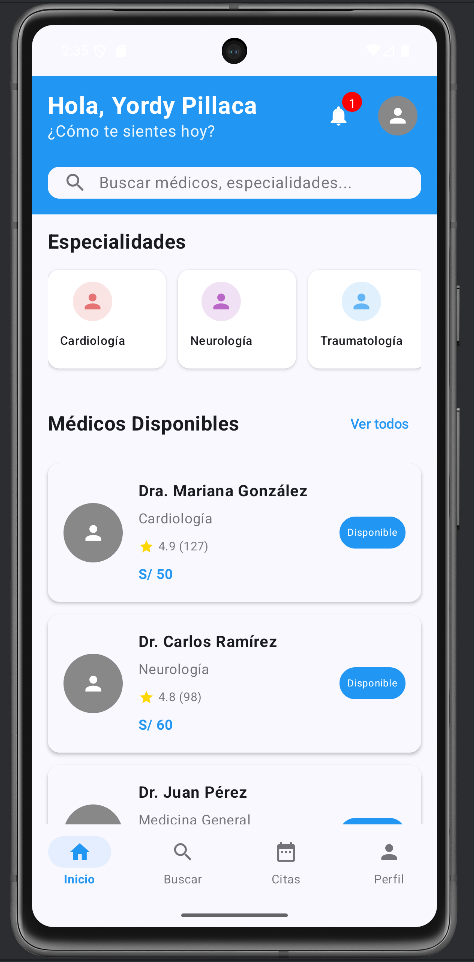 2:35
Hola, Yordy Pillaca
1
¿Cómo te sientes hoy?
Buscar médicos, especialidades...
Especialidades
Cardiología
Neurología
Traumatología
Médicos Disponibles
Ver todos
Dra. Mariana González
Cardiología
4.9 (127)
S/ 50
Disponible
Dr. Carlos Ramírez
Neurología
4.8 (98)
S/ 60
Disponible
Dr. Juan Pérez
Medicina General
Inicio
Buscar
Citas
Perfil